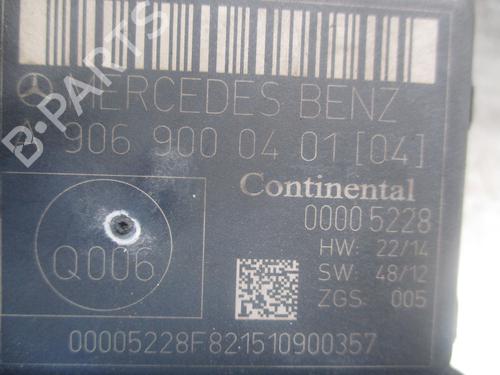 B-PARTS
MERCEDES BENZ
A 906 900 04 01 [04]
Continental
00005228
HW: 22/14
SW: 48/12
ZGS: 005
Q006
00005228F821510900357